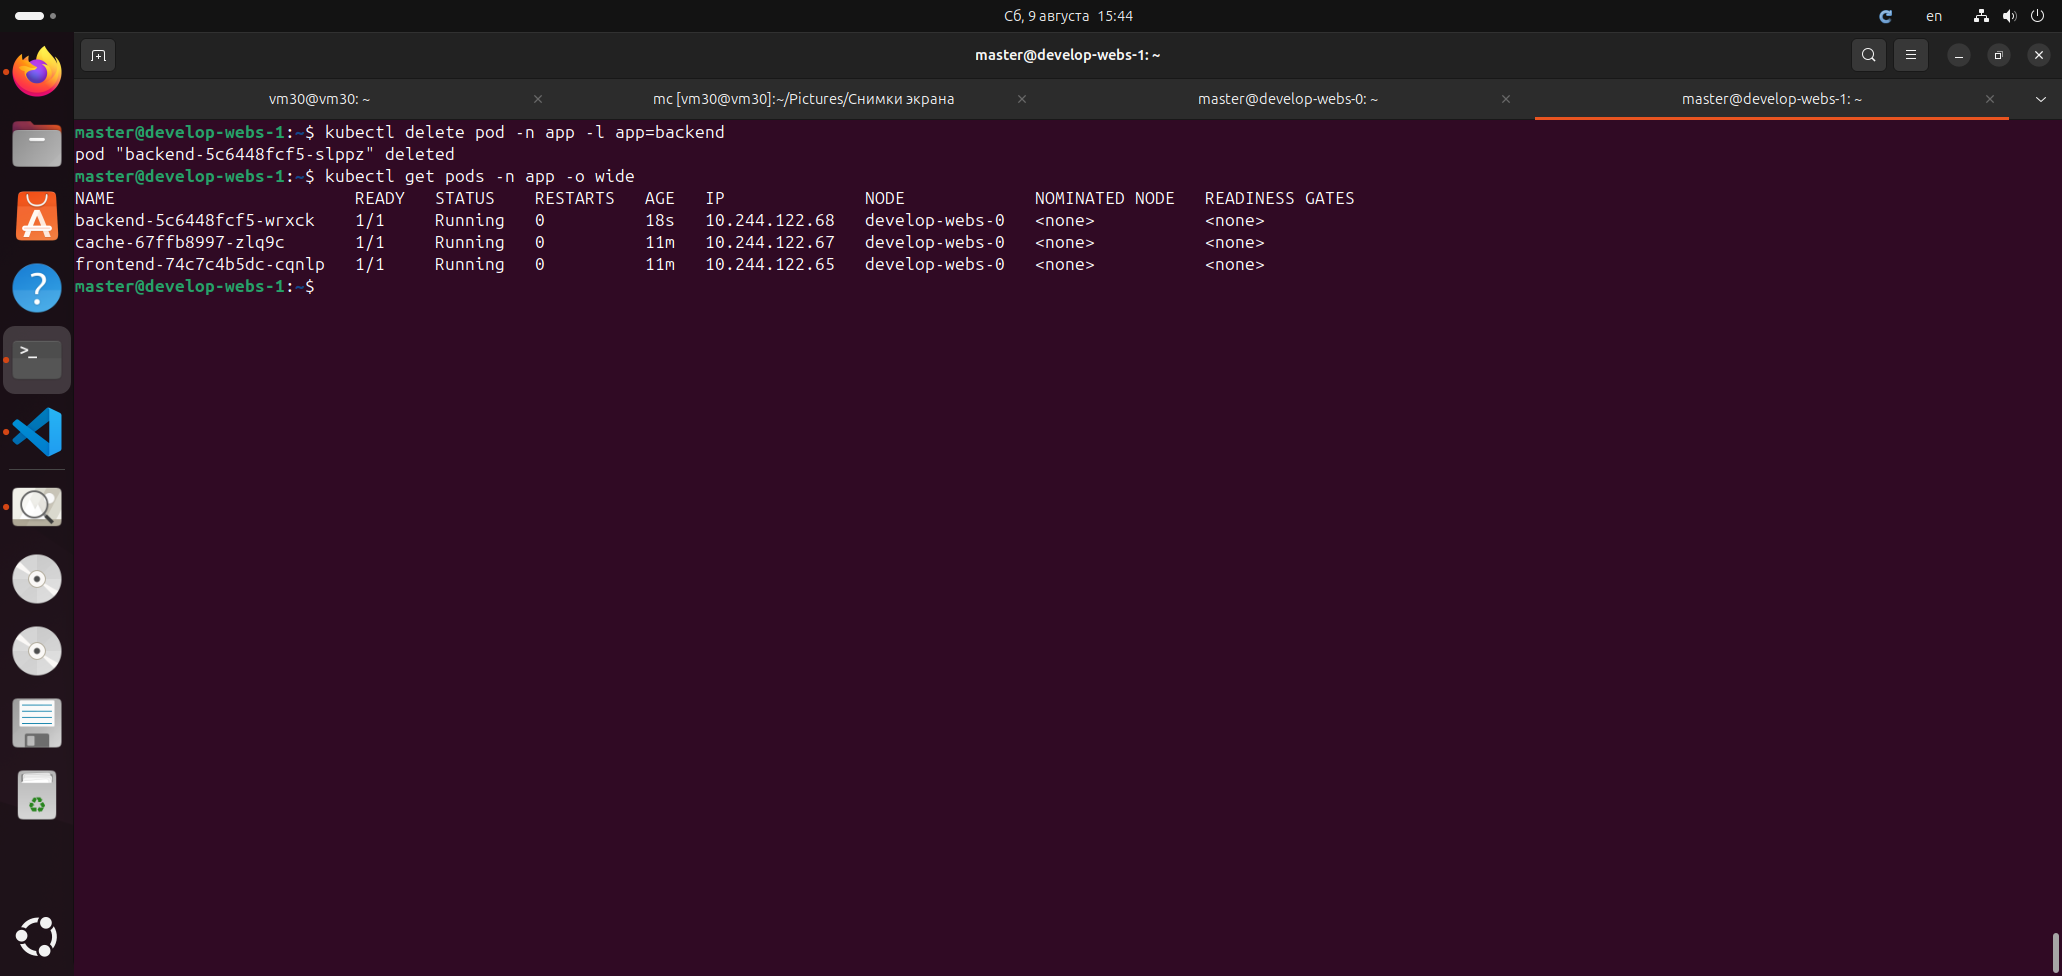 Сб, 9 августа 15:44
en
master@develop-webs-1: ~
vm30@vm30: ~
mc [vm30@vm30]:~/Pictures/Снимки экрана
master@develop-webs-0: ~
master@develop-webs-1: ~
master@develop-webs-1:~$ kubectl delete pod -n app -l app=backend
pod "backend-5c6448fcf5-slppz" deleted
master@develop-webs-1:~$ kubectl get pods -n app -o wide
NAME READY STATUS RESTARTS AGE IP NODE NOMINATED NODE READINESS GATES
backend-5c6448fcf5-wrxck 1/1 Running 0 18s 10.244.122.68 develop-webs-0 <none> <none>
cache-67ffb8997-zlq9c 1/1 Running 0 11m 10.244.122.67 develop-webs-0 <none> <none>
frontend-74c7c4b5dc-cqnlp 1/1 Running 0 11m 10.244.122.65 develop-webs-0 <none> <none>
master@develop-webs-1:~$